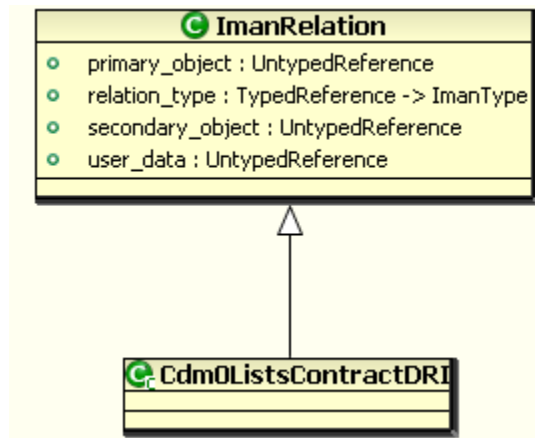 ImanRelation
primary_object : UntypedReference
relation_type : TypedReference -> ImanType
secondary_object : UntypedReference
user_data : UntypedReference
Cdm0ListsContractDRI